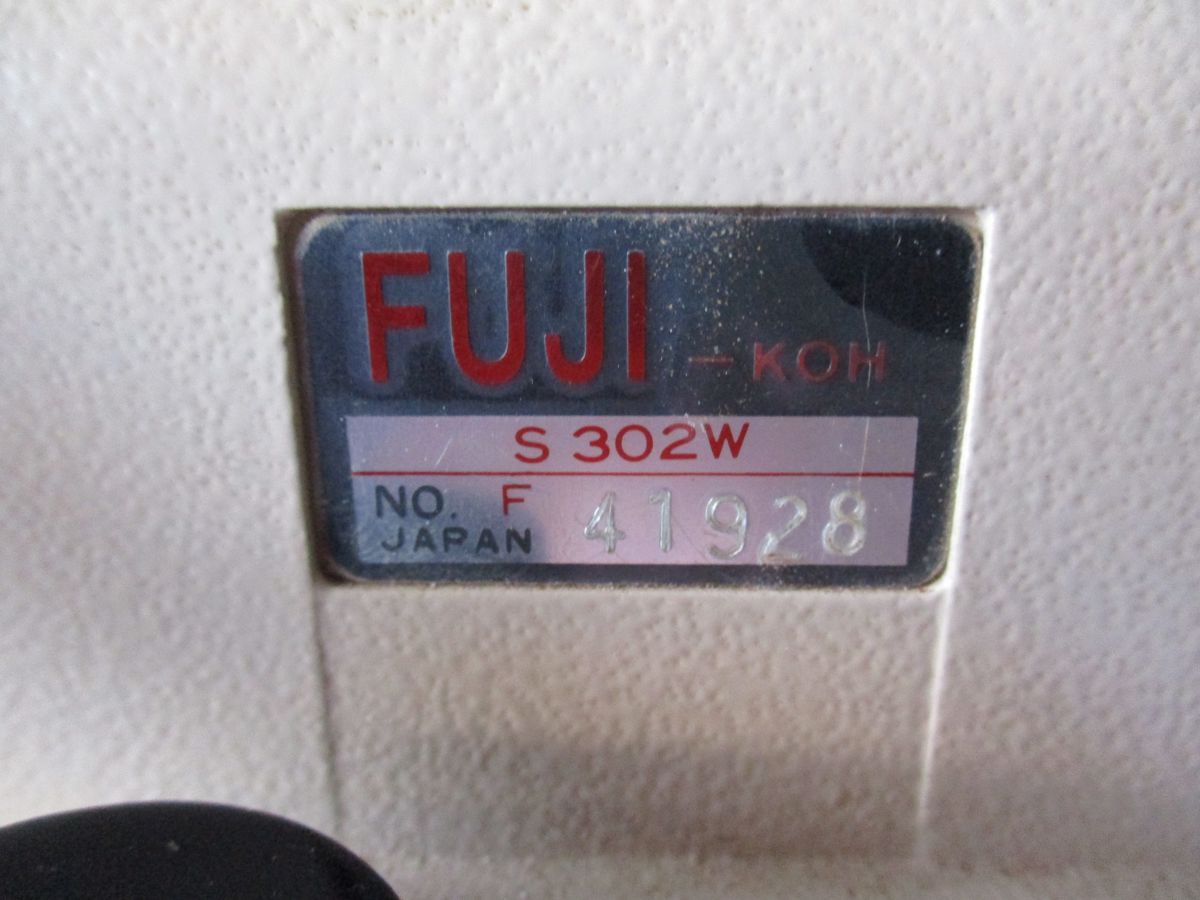 FUJI - KOH
S 302W
NO. F 41928
JAPAN